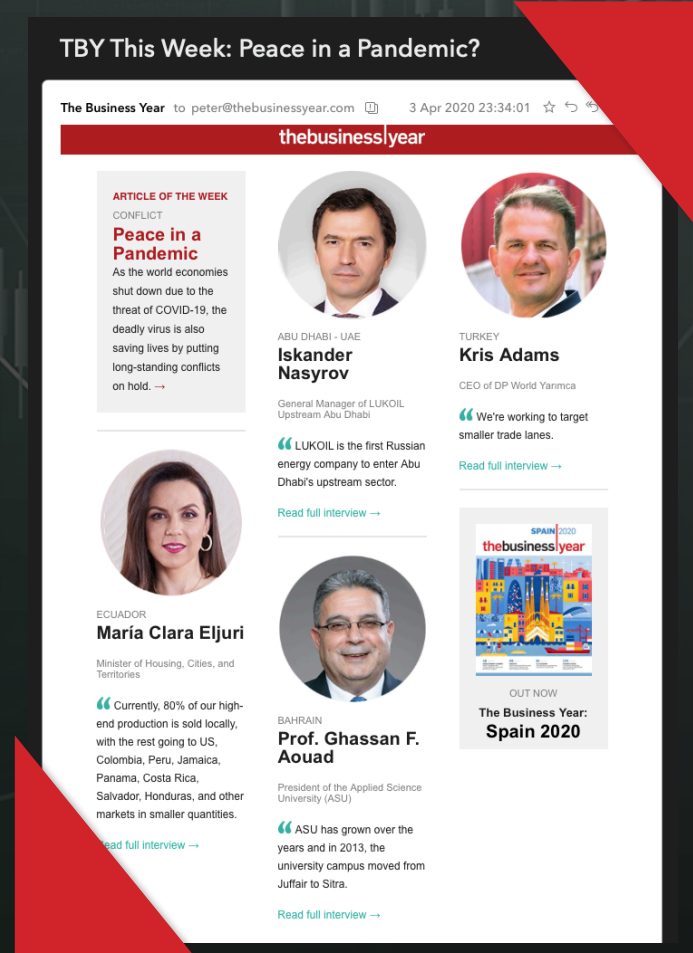 TBY This Week: Peace in a Pandemic?
The Business Year to peter@thebusinessyear.com 3 Apr 2020 23:34:01
thebusiness|year
ARTICLE OF THE WEEK
CONFLICT
Peace in a
Pandemic
As the world economies
shut down due to the
threat of COVID-19, the
deadly virus is also
saving lives by putting
long-standing conflicts
on hold. →
ECUADOR
María Clara Eljuri
Minister of Housing, Cities, and
Territories
“ Currently, 80% of our high-
end production is sold locally,
with the rest going to US,
Colombia, Peru, Jamaica,
Panama, Costa Rica,
Salvador, Honduras, and other
markets in smaller quantities.
ead full interview →
ABU DHABI - UAE
Iskander
Nasyrov
General Manager of LUKOIL
Upstream Abu Dhabi
“ LUKOIL is the first Russian
energy company to enter Abu
Dhabi's upstream sector.
Read full interview →
BAHRAIN
Prof. Ghassan F.
Aouad
President of the Applied Science
University (ASU)
“ ASU has grown over the
years and in 2013, the
university campus moved from
Juffair to Sitra.
Read full interview →
TURKEY
Kris Adams
CEO of DP World Yarımca
“ We're working to target
smaller trade lanes.
Read full interview →
SPAIN 2020
thebusiness|year
OUT NOW
The Business Year:
Spain 2020